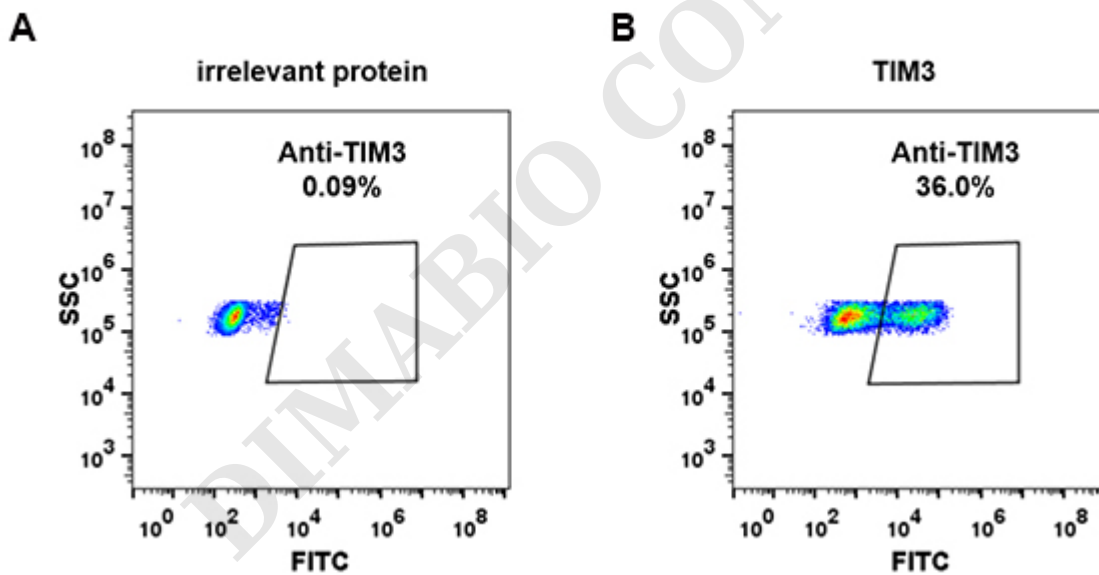 A
irrelevant protein
Anti-TIM3
0.09%
SSC
10^8
10^7
10^6
10^5
10^4
10^3
10^0 10^2 10^4 10^6 10^8
FITC
B
TIM3
Anti-TIM3
36.0%
SSC
10^8
10^7
10^6
10^5
10^4
10^3
10^0 10^2 10^4 10^6 10^8
FITC
DIMABIO CON